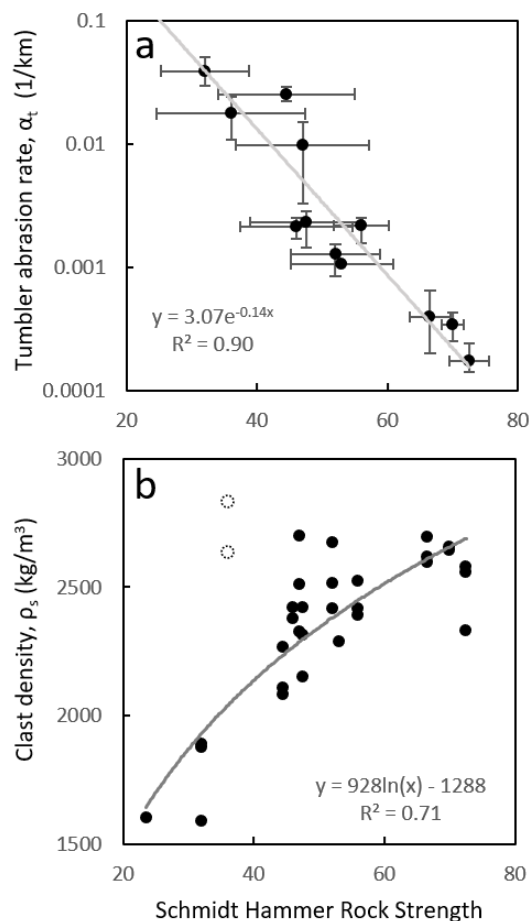 a
Tumbler abrasion rate, αt (1/km)
0.1
0.01
0.001
0.0001
y = 3.07e^-0.14x
R² = 0.90
20
40
60
80
b
Clast density, ρs (kg/m³)
3000
2500
2000
1500
y = 928ln(x) - 1288
R² = 0.71
20
40
60
80
Schmidt Hammer Rock Strength